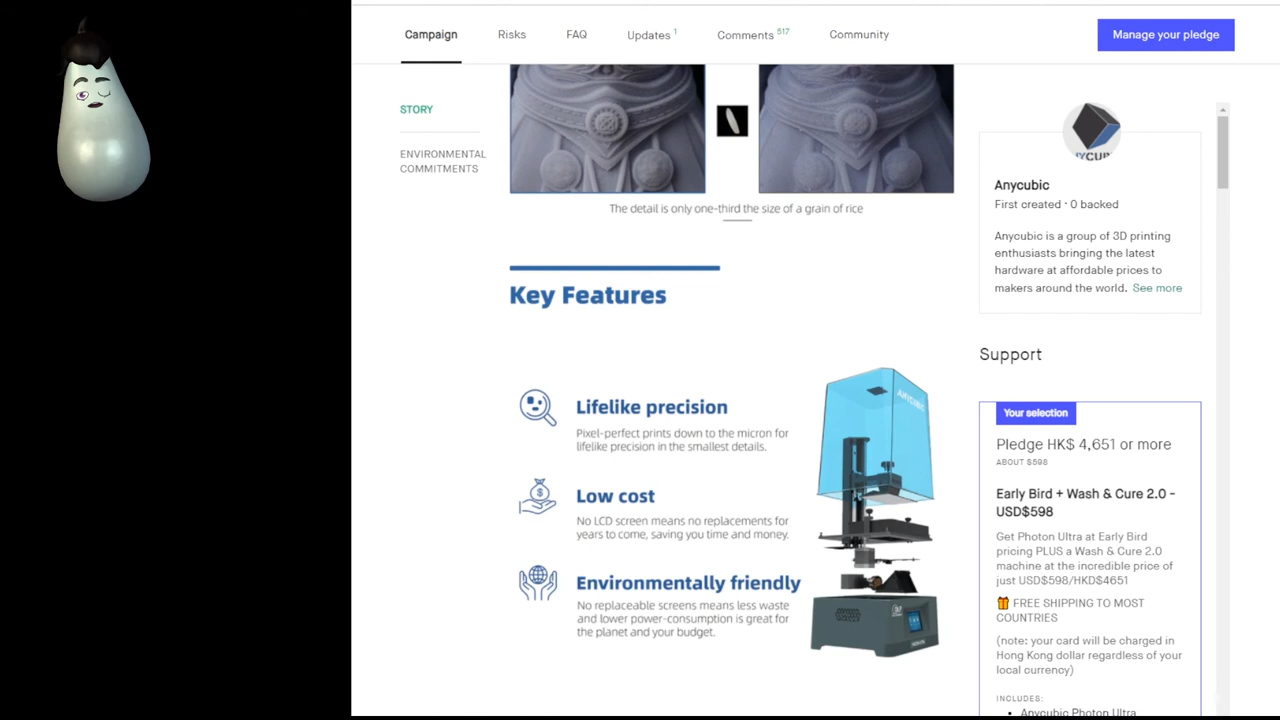 Campaign
Risks
FAQ
Updates 1
Comments 517
Community
Manage your pledge
STORY
ENVIRONMENTAL
COMMITMENTS
The detail is only one-third the size of a grain of rice
Key Features
Lifelike precision
Pixel-perfect prints down to the micron for
lifelike precision in the smallest details.
Low cost
No LCD screen means no replacements for
years to come, saving you time and money.
Environmentally friendly
No replaceable screens means less waste
and lower power-consumption is great for
the planet and your budget.
ANYCUBIC
Anycubic
First created · 0 backed
Anycubic is a group of 3D printing
enthusiasts bringing the latest
hardware at affordable prices to
makers around the world. See more
Support
Your selection
Pledge HK$ 4,651 or more
ABOUT $598
Early Bird + Wash & Cure 2.0 -
USD$598
Get Photon Ultra at Early Bird
pricing PLUS a Wash & Cure 2.0
machine at the incredible price of
just USD$598/HKD$4651
FREE SHIPPING TO MOST
COUNTRIES
(note: your card will be charged in
Hong Kong dollar regardless of your
local currency)
INCLUDES:
• Anycubic Photon Ultra